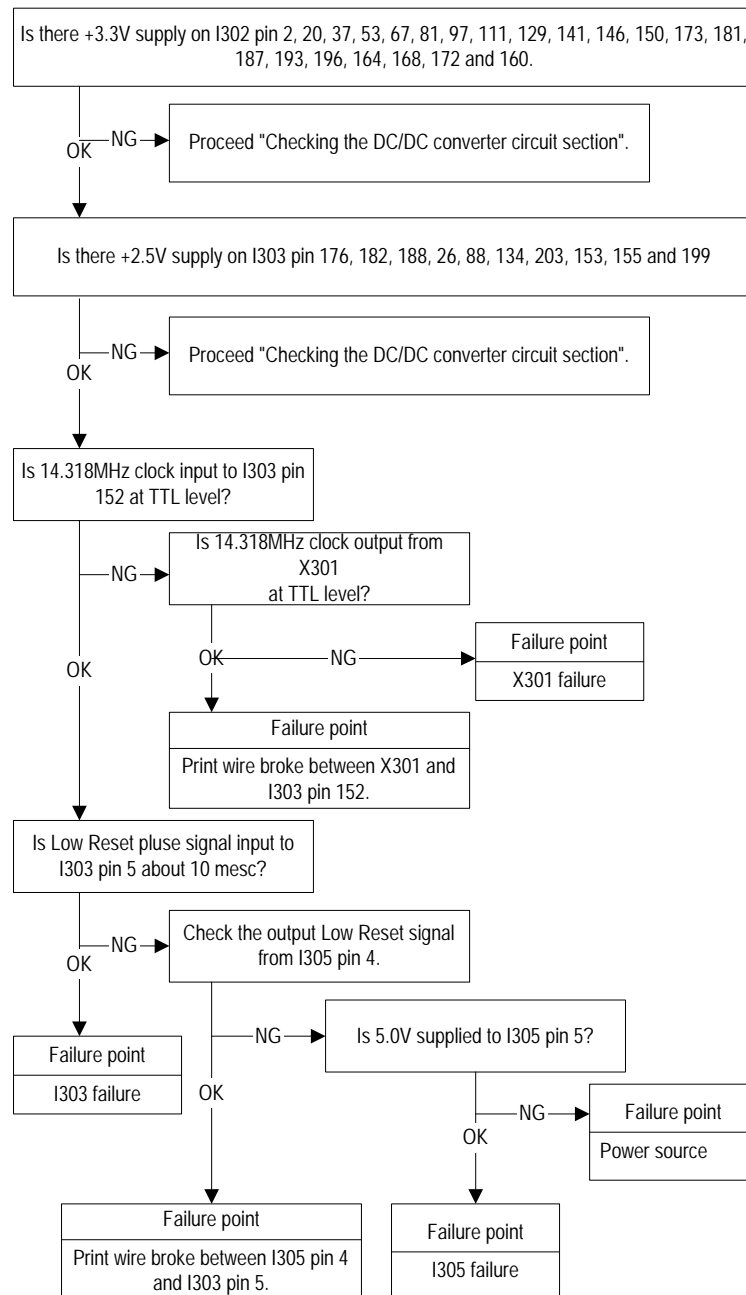 Is there +3.3V supply on I302 pin 2, 20, 37, 53, 67, 81, 97, 111, 129, 141, 146, 150, 173, 181,
187, 193, 196, 164, 168, 172 and 160.
NG
Proceed "Checking the DC/DC converter circuit section".
OK
Is there +2.5V supply on I303 pin 176, 182, 188, 26, 88, 134, 203, 153, 155 and 199
NG
Proceed "Checking the DC/DC converter circuit section".
OK
Is 14.318MHz clock input to I303 pin
152 at TTL level?
Is 14.318MHz clock output from
X301
at TTL level?
NG
OK
NG
Failure point
X301 failure
OK
Failure point
Print wire broke between X301 and
I303 pin 152.
Is Low Reset pluse signal input to
I303 pin 5 about 10 mesc?
NG
Check the output Low Reset signal
from I305 pin 4.
OK
NG
Is 5.0V supplied to I305 pin 5?
Failure point
I303 failure
OK
NG
Failure point
Power source
OK
Failure point
Print wire broke between I305 pin 4
and I303 pin 5.
Failure point
I305 failure